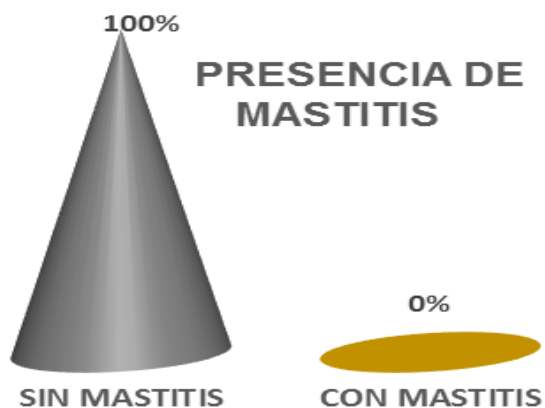 100%
PRESENCIA DE
MASTITIS
0%
SIN MASTITIS
CON MASTITIS